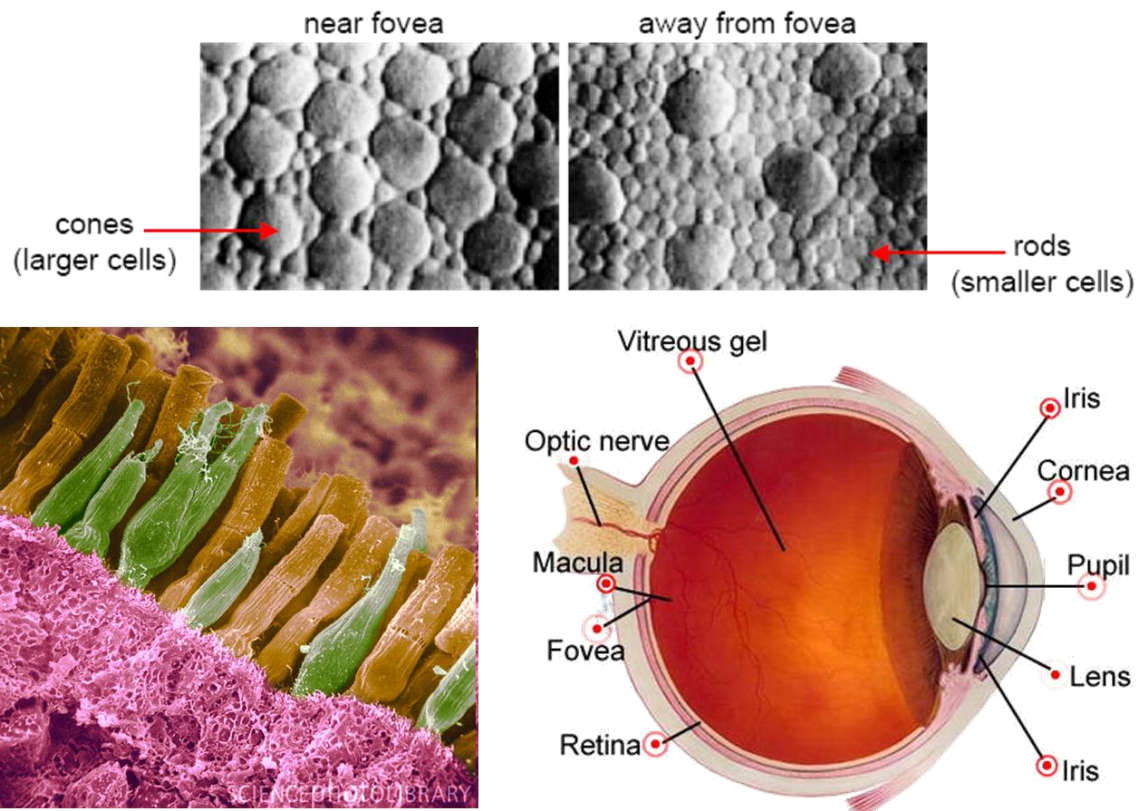 near fovea
away from fovea
cones
(larger cells)
rods
(smaller cells)
Vitreous gel
Iris
Optic nerve
Cornea
Macula
Pupil
Fovea
Lens
Retina
Iris
SCIENCEPHOTOLIBRARY